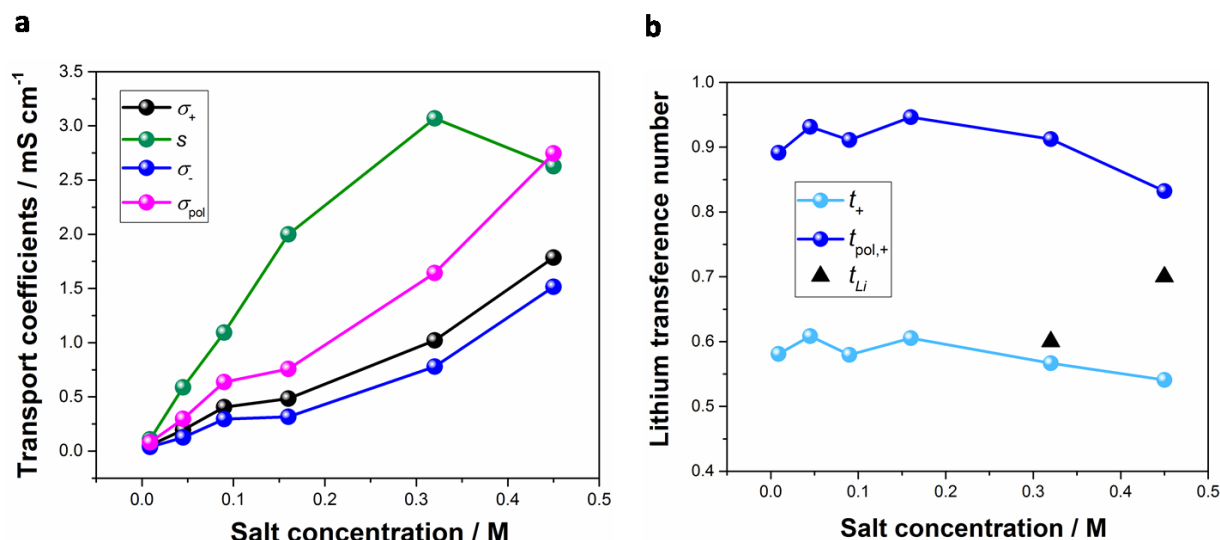 a
Transport coefficients / mS cm⁻¹
3.5
3.0
2.5
2.0
1.5
1.0
0.5
0.0
σ₊
s
σ₋
σpol
0.0 0.1 0.2 0.3 0.4 0.5
Salt concentration / M
b
Lithium transference number
1.0
0.9
0.8
0.7
0.6
0.5
0.4
t₊
tpol,+
tLi
0.0 0.1 0.2 0.3 0.4 0.5
Salt concentration / M